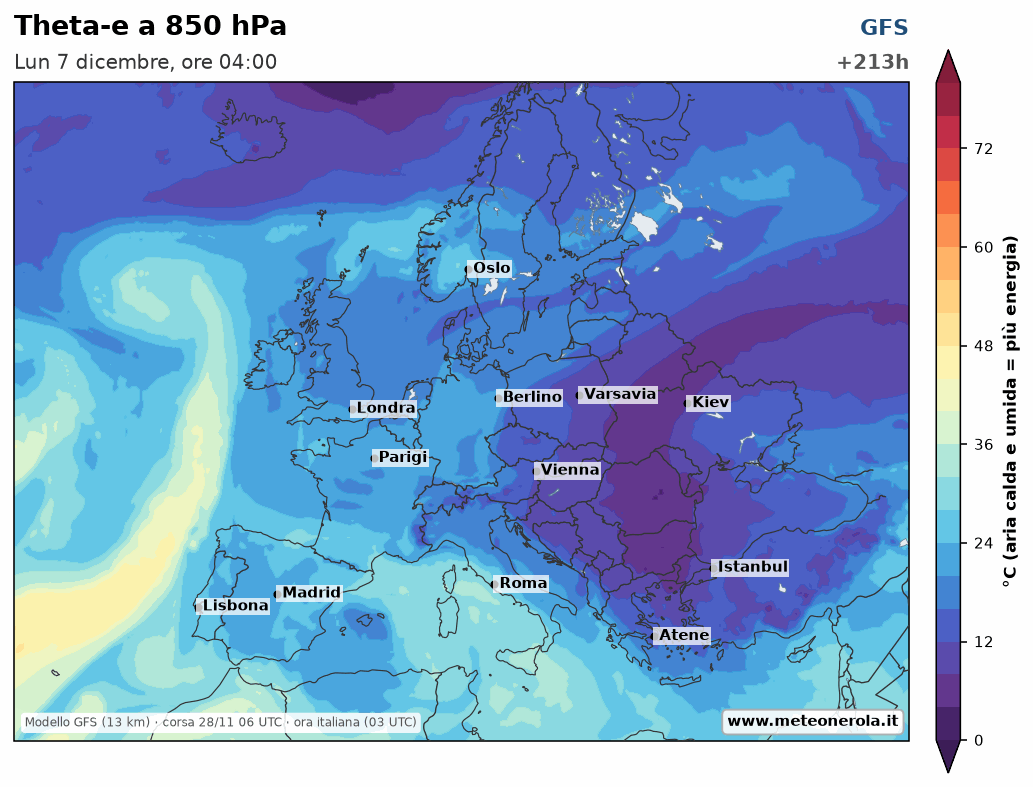 Theta-e a 850 hPa
GFS
Lun 7 dicembre, ore 04:00
+213h
72
60
48
36
24
12
0
°C (aria calda e umida = più energia)
Oslo
Londra
Berlino
Varsavia
Kiev
Parigi
Vienna
Istanbul
Roma
Madrid
Lisbona
Atene
Modello GFS (13 km) · corsa 28/11 06 UTC · ora italiana (03 UTC)
www.meteonerola.it